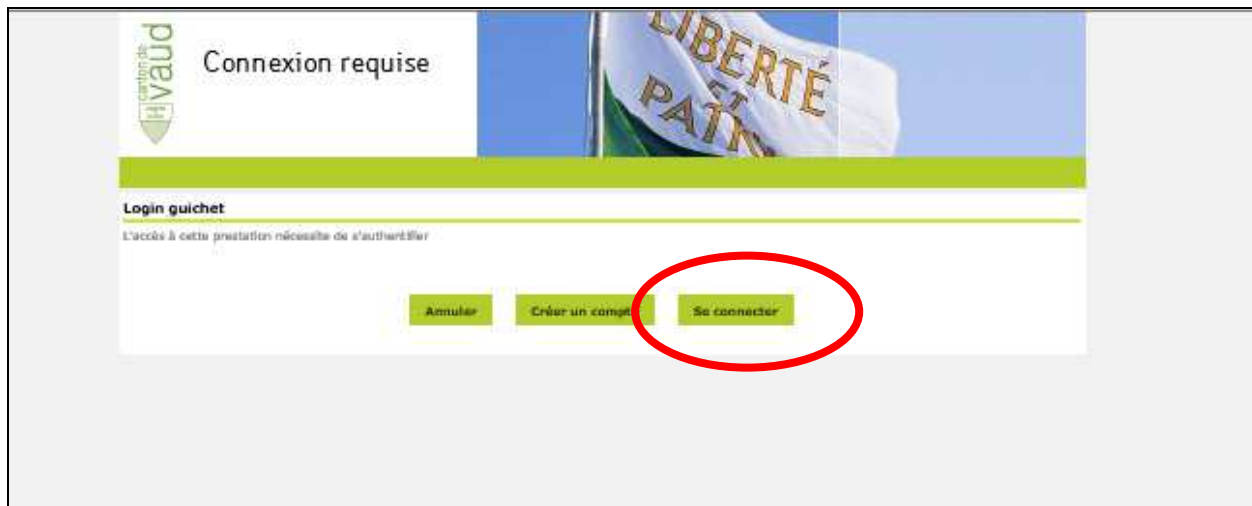 canton de
vaud
Connexion requise
LIBERTÉ
ET
Login guichet
L'accès à cette prestation nécessite de s'authentifier
Annuler
Créer un compte
Se connecter